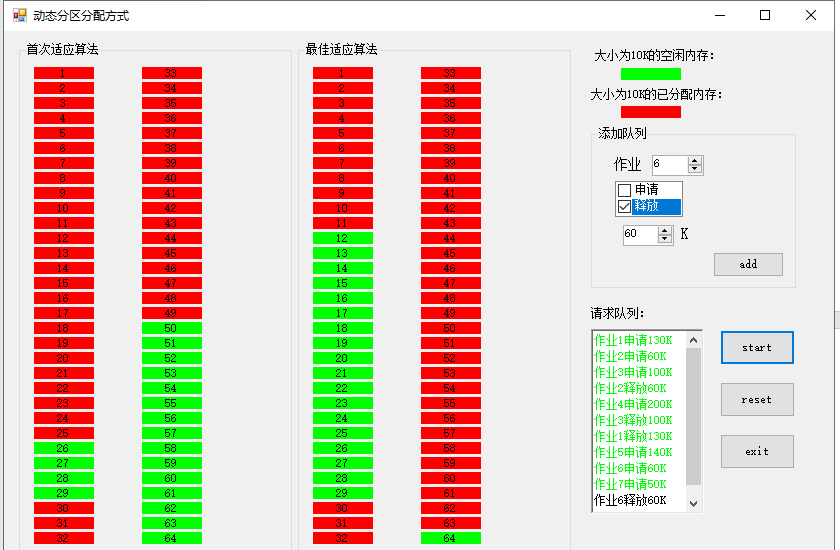 动态分区分配方式
首次适应算法
1 33
2 34
3 35
4 36
5 37
6 38
7 39
8 40
9 41
10 42
11 43
12 44
13 45
14 46
15 47
16 48
17 49
18 50
19 51
20 52
21 53
22 54
23 55
24 56
25 57
26 58
27 59
28 60
29 61
30 62
31 63
32 64
最佳适应算法
1 33
2 34
3 35
4 36
5 37
6 38
7 39
8 40
9 41
10 42
11 43
12 44
13 45
14 46
15 47
16 48
17 49
18 50
19 51
20 52
21 53
22 54
23 55
24 56
25 57
26 58
27 59
28 60
29 61
30 62
31 63
32 64
大小为10K的空闲内存:
大小为10K的已分配内存:
添加队列
作业 6
申请
释放
60 K
add
请求队列:
作业1申请130K
作业2申请60K
作业3申请100K
作业2释放60K
作业4申请200K
作业3释放100K
作业1释放130K
作业5申请140K
作业6申请60K
作业7申请50K
作业6释放60K
start
reset
exit